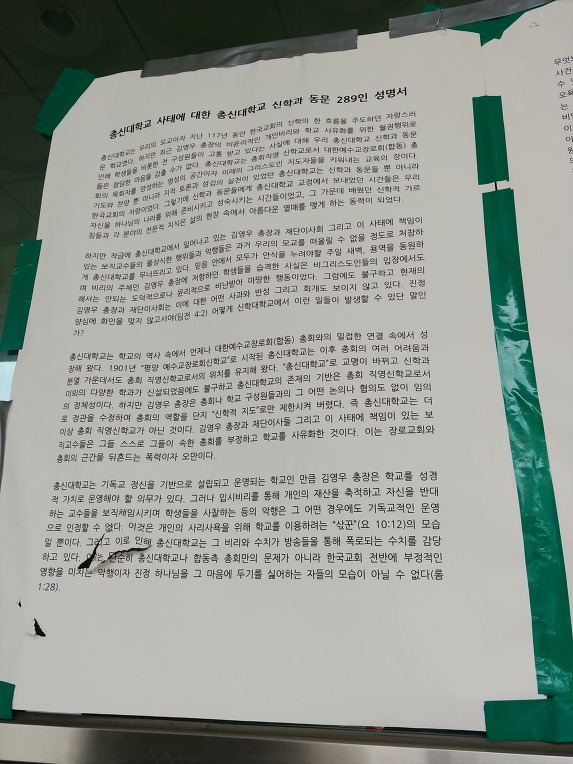 총신대학교 사태에 대한 총신대학교 신학과 동문 289인 성명서
총신대학교는 우리의 모교이자 지난 117년 동안 한국교회의 신학의 한 흐름을 주도하던 자랑스러
운 학교였다. 하지만 최근 김영우 총장의 비윤리적인 개인비리와 학교 사유화를 위한 월권행위로
인해 학생들을 비롯한 전 구성원들이 고통 받고 있다는 사실에 대해 우리 총신대학교 신학과 동문
들은 참담한 마음을 감출 수가 없다. 총신대학교는 총회직영 신학교로서 대한예수교장로회(합동) 총
회의 목회자를 양성하는 영성의 공간이자 미래의 그리스도인 지도자들을 키워내는 교육의 장이다.
기도와 찬양 뿐 아니라 지적 토론과 섬김의 실천이 있었던 총신대학교는 신학과 동문들 뿐 아니라
한국교회의 자랑이었다. 그렇기에 신학과 동문들에게 총신대학교 교정에서 보내었던 시간들은 우리
자신을 하나님의 나라를 위해 준비시키고 성숙시키는 시간들이었고, 그 가운데 배웠던 신학적 가르
침들과 각 분야의 전문적 지식은 삶의 현장 속에서 아름다운 열매를 맺게 하는 동력이 되었다.
하지만 작금에 총신대학교에서 일어나고 있는 김영우 총장과 재단이사회 그리고 이 사태에 책임이
있는 보직교수들의 몰상식한 행위들과 악행들은 과거 우리의 모교를 떠올릴 수 없을 정도로 처참하
게 총신대학교를 무너뜨리고 있다. 믿음 안에서 모두가 안식을 누려야할 주일 새벽, 용역을 동원하
며 비리의 주체인 김영우 총장에 저항하던 학생들을 습격한 사실은 비그리스도인들의 입장에서도
해서는 안되는 도덕적으로나 윤리적으로 비난받아 마땅한 행동이었다. 그럼에도 불구하고 현재의
김영우 총장과 재단이사회는 이에 대한 어떤 사과와 반성 그리고 회개도 보이지 않고 있다. 진정
양심에 화인을 맞지 않고서야(딤전 4:2) 어떻게 신학대학교에서 이런 일들이 발생할 수 있단 말인
가?
총신대학교는 학교의 역사 속에서 언제나 대한예수교장로회(합동) 총회와의 밀접한 연결 속에서 성
장해 왔다. 1901년 “평양 예수교장로회신학교”로 시작된 총신대학교는 이후 총회의 여러 어려움과
분열 가운데서도 총회 직영신학교로서의 위치를 유지해 왔다. “총신대학교”로 교명이 바뀌고 신학과
이외의 다양한 학과가 신설되었음에도 불구하고 총신대학교의 존재의 기반은 총회 직영신학교로서
의 정체성이다. 하지만 김영우 총장은 총회나 학교 구성원들과의 그 어떤 논의나 협의도 없이 임의
로 정관을 수정하며 총회의 역할을 단지 “신학적 지도”로만 제한시켜 버렸다. 즉 총신대학교는 더
이상 총회 직영신학교가 아닌 것이다. 김영우 총장과 재단이사들 그리고 이 사태에 책임이 있는 보
직교수들은 그들 스스로 그들이 속한 총회를 부정하고 학교를 사유화한 것이다. 이는 장로교회와
총회의 근간을 뒤흔드는 폭력이자 오만이다.
총신대학교는 기독교 정신을 기반으로 설립되고 운영되는 학교인 만큼 김영우 총장은 학교를 성경
적 가치로 운영해야 할 의무가 있다. 그러나 입시비리를 통해 개인의 재산을 축적하고 자신을 반대
하는 교수들을 보직해임시키며 학생들을 사찰하는 등의 악행은 그 어떤 경우에도 기독교적인 운영
으로 인정할 수 없다. 이것은 개인의 사리사욕을 위해 학교를 이용하려는 “삯꾼”(요 10:12)의 모습
일 뿐이다. 그리고 이로 인해 총신대학교는 그 비리와 수치가 방송들을 통해 폭로되는 수치를 감당
하고 있다. 단순히 총신대학교나 합동측 총회만의 문제가 아니라 한국교회 전반에 부정적인
영향을 미치는 악행이자 진정 하나님을 그 마음에 두기를 싫어하는 자들의 모습이 아닐 수 없다(롬
1:28).
무엇보
사건
수 안